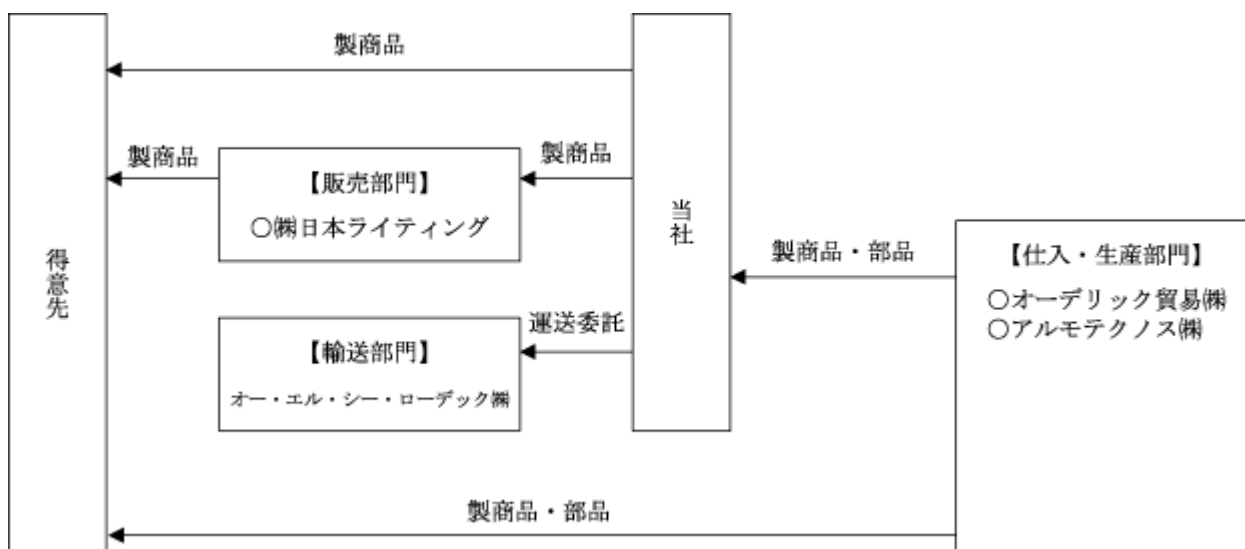 製商品
製商品
製商品
【販売部門】
○㈱日本ライティング
当社
得意先
製商品・部品
【仕入・生産部門】
○オーデリック貿易㈱
○アルモテクノス㈱
運送委託
【輸送部門】
オー・エル・シー・ローデック㈱
製商品・部品